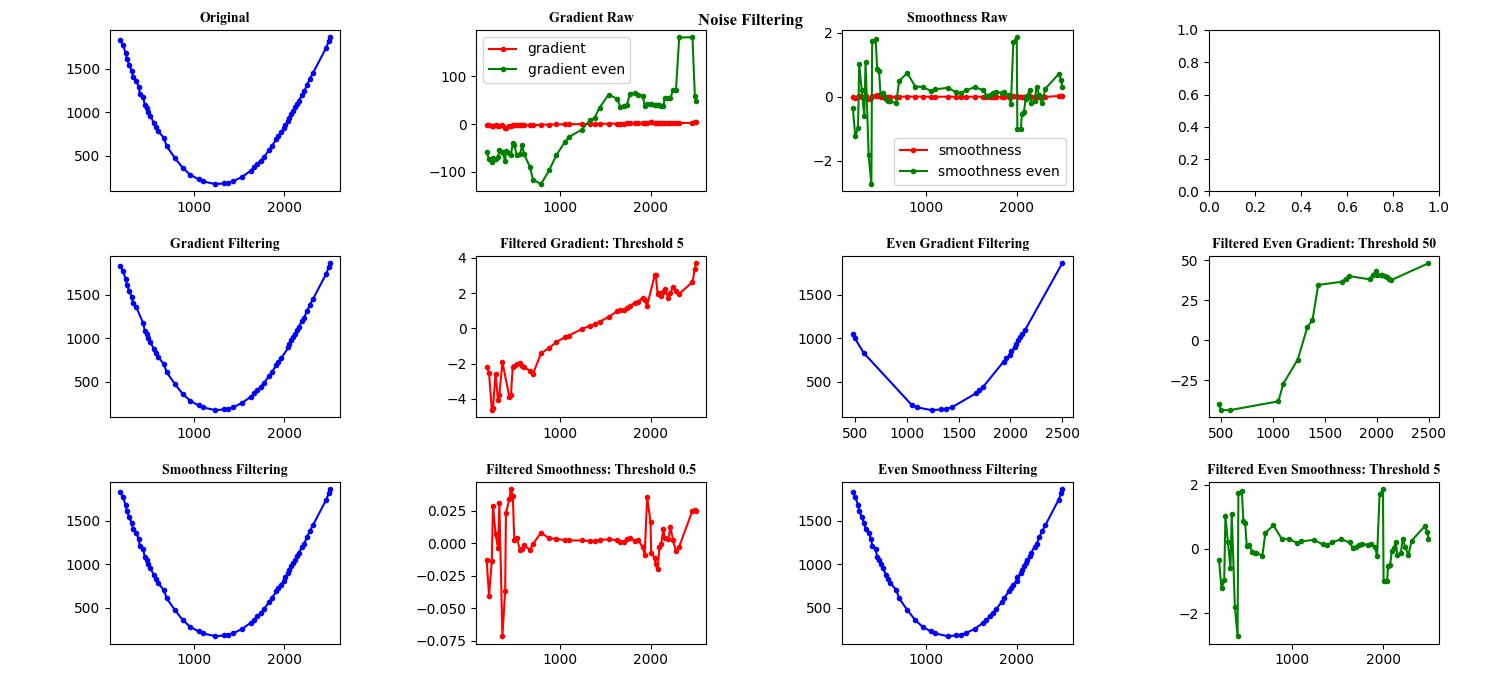 Noise Filtering
Original
1500
1000
500
1000 2000
Gradient Raw
gradient
gradient even
100
0
−100
1000 2000
Smoothness Raw
2
0
−2
smoothness
smoothness even
1000 2000
1.0
0.8
0.6
0.4
0.2
0.0
0.0 0.2 0.4 0.6 0.8 1.0
Gradient Filtering
1500
1000
500
1000 2000
Filtered Gradient: Threshold 5
4
2
0
−2
−4
1000 2000
Even Gradient Filtering
1500
1000
500
500 1000 1500 2000 2500
Filtered Even Gradient: Threshold 50
50
25
0
−25
500 1000 1500 2000 2500
Smoothness Filtering
1500
1000
500
1000 2000
Filtered Smoothness: Threshold 0.5
0.025
0.000
−0.025
−0.050
−0.075
1000 2000
Even Smoothness Filtering
1500
1000
500
1000 2000
Filtered Even Smoothness: Threshold 5
2
0
−2
1000 2000